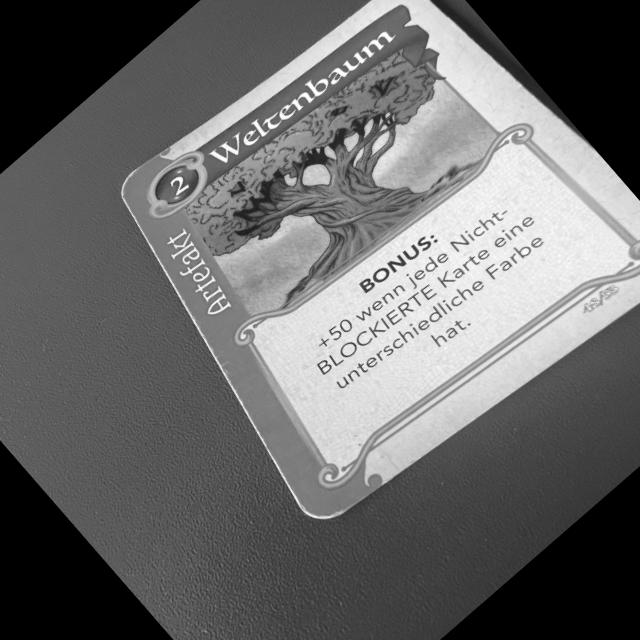 2 Weltenbaum
Artefakt
BONUS:
+50 wenn jede Nicht-
BLOCKIERTE Karte eine
unterschiedliche Farbe
hat.